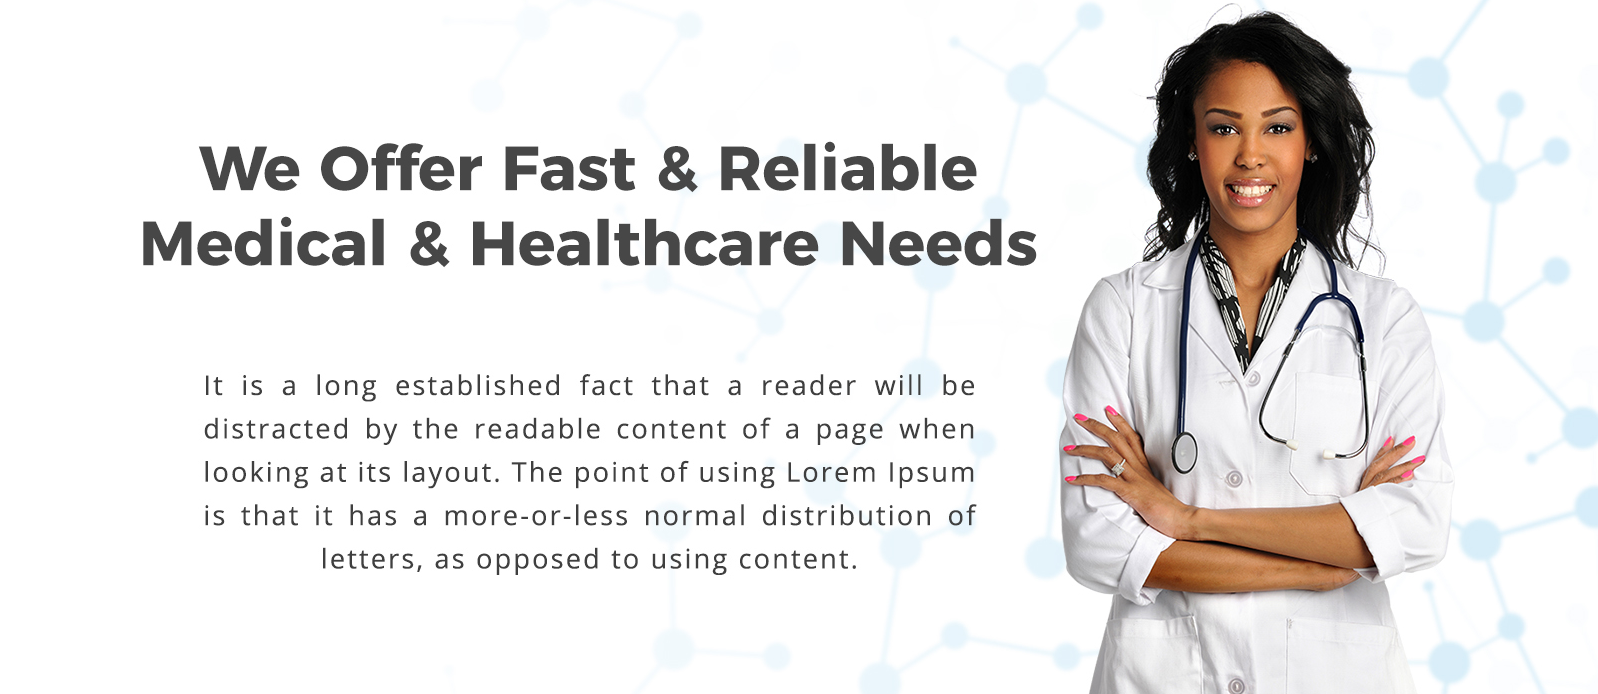 We Offer Fast & Reliable
Medical & Healthcare Needs
It is a long established fact that a reader will be
distracted by the readable content of a page when
looking at its layout. The point of using Lorem Ipsum
is that it has a more-or-less normal distribution of
letters, as opposed to using content.